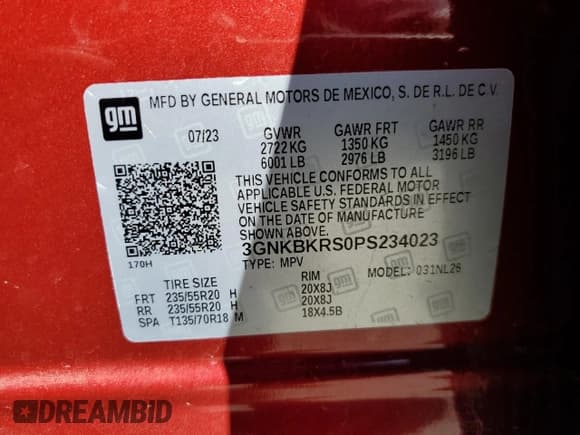 gm
MFD BY GENERAL MOTORS DE MEXICO, S. DE R.L. DE C.V.
07/23 GVWR GAWR FRT GAWR RR
2722 KG 1350 KG 1450 KG
6001 LB 2976 LB 3196 LB
THIS VEHICLE CONFORMS TO ALL
APPLICABLE U.S. FEDERAL MOTOR
VEHICLE SAFETY STANDARDS IN EFFECT
ON THE DATE OF MANUFACTURE
SHOWN ABOVE.
3GNKBKRS0PS234023
170H TYPE: MPV MODEL: 031NL26
TIRE SIZE RIM
FRT 235/55R20 H 20X8J
RR 235/55R20 H 20X8J
SPA T135/70R18 M 18X4.5B
DREAMBID